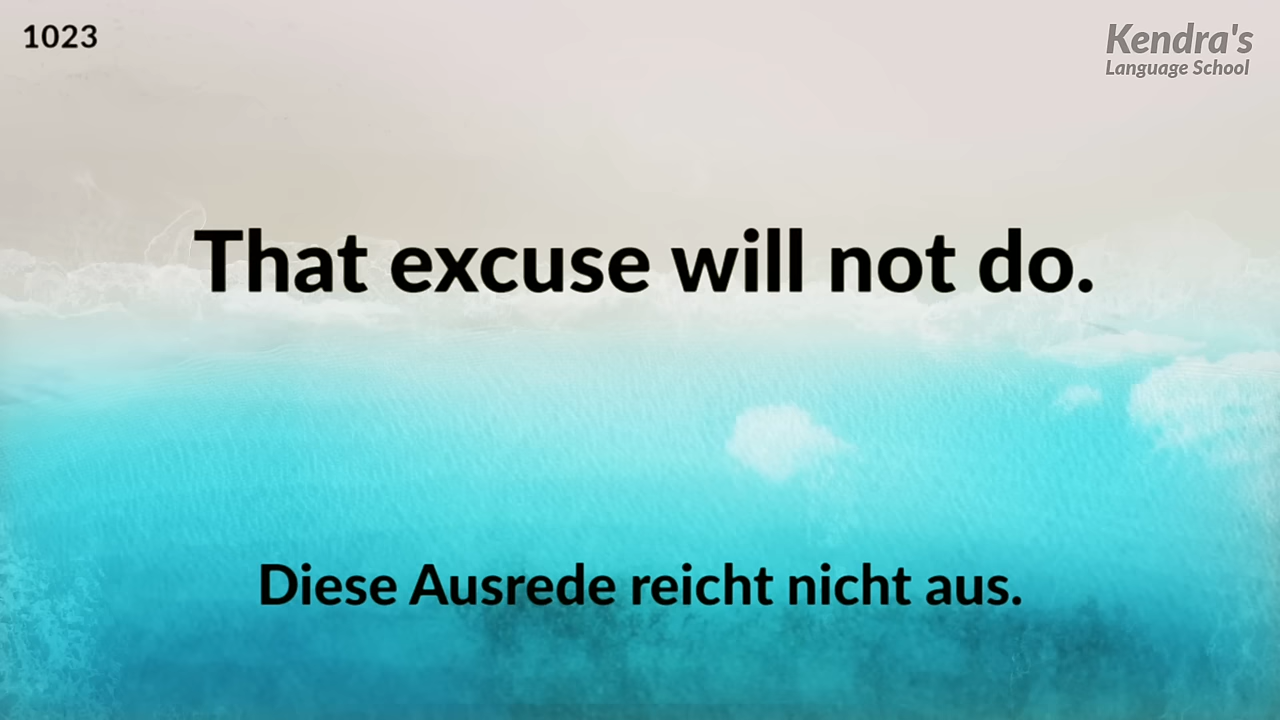 1023
Kendra's
Language School
That excuse will not do.
Diese Ausrede reicht nicht aus.